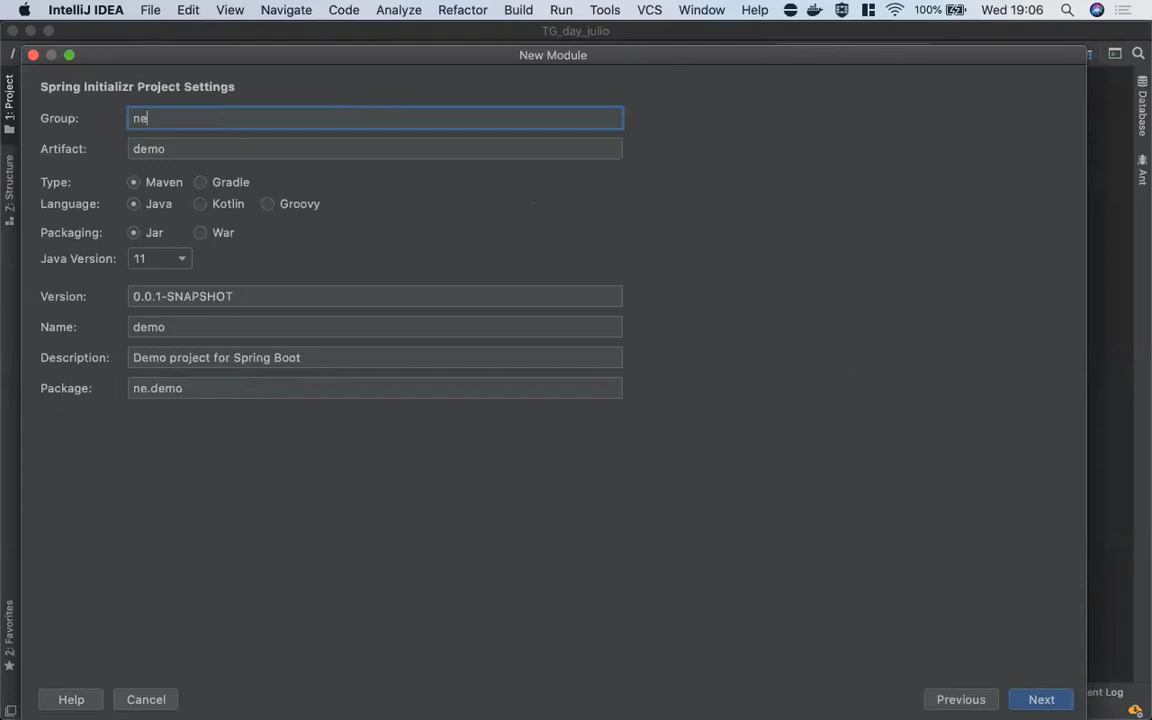 IntelliJ IDEA File Edit View Navigate Code Analyze Refactor Build Run Tools VCS Window Help 100% Wed 19:06
TG_day_julio
New Module
1: Project
Z: Structure
2: Favorites
Database
Ant
Spring Initializr Project Settings
Group: ne
Artifact: demo
Type: Maven Gradle
Language: Java Kotlin Groovy
Packaging: Jar War
Java Version: 11
Version: 0.0.1-SNAPSHOT
Name: demo
Description: Demo project for Spring Boot
Package: ne.demo
Help Cancel Previous Next
ent Log